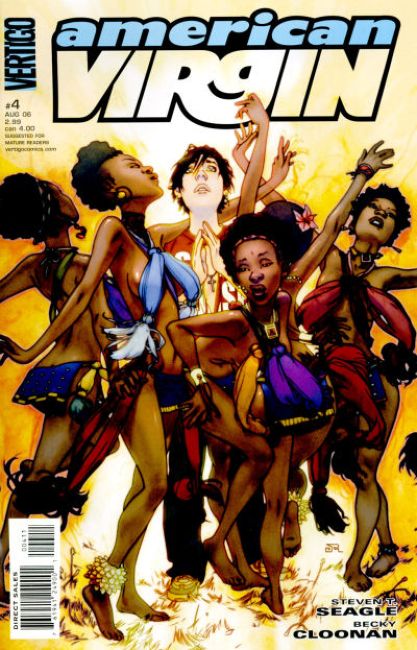 VERTIGO
american
VIRGIN
#4
AUG 06
2.99
can 4.00
SUGGESTED FOR
MATURE READERS
vertigocomics.com
00411
DIRECT SALES
STEVEN T.
SEAGLE
BECKY
CLOONAN